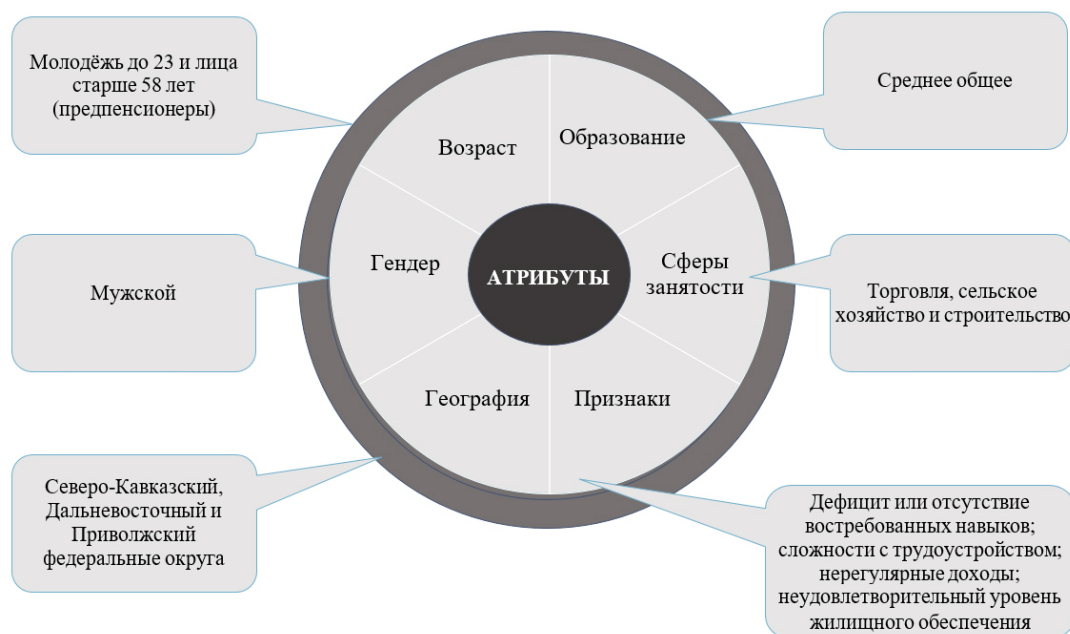 Молодёжь до 23 и лица
старше 58 лет
(предпенсионеры)
Среднее общее
Возраст
Образование
Мужской
Гендер
АТРИБУТЫ
Сферы
занятости
Торговля, сельское
хозяйство и строительство
География
Признаки
Северо-Кавказский,
Дальневосточный и
Приволжский
федеральные округа
Дефицит или отсутствие
востребованных навыков;
сложности с трудоустройством;
нерегулярные доходы;
неудовлетворительный уровень
жилищного обеспечения